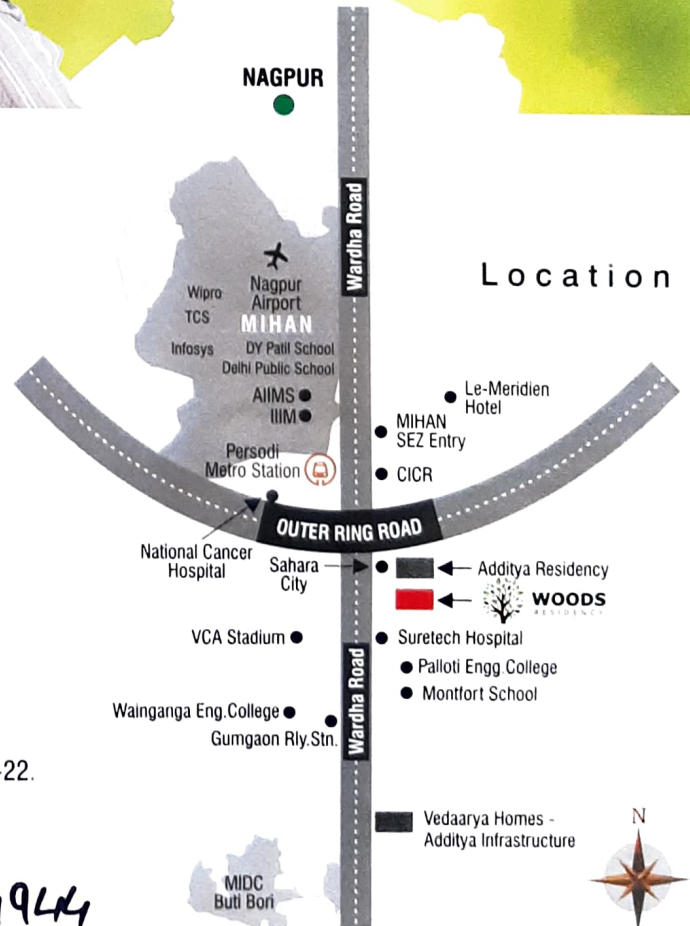 NAGPUR
Wardha Road
Location
Nagpur
Airport
Wipro
TCS
MIHAN
Infosys
DY Patil School
Delhi Public School
AIIMS
IIIM
Le-Meridien
Hotel
MIHAN
SEZ Entry
Persodi
Metro Station
CICR
OUTER RING ROAD
National Cancer
Hospital
Sahara
City
Additya Residency
WOODS
RESIDENCY
VCA Stadium
Suretech Hospital
Palloti Engg.College
Montfort School
Wardha Road
Wainganga Eng.College
Gumgaon Rly.Stn.
-22.
Vedaarya Homes -
Additya Infrastructure
N
MIDC
Buti Bori
944